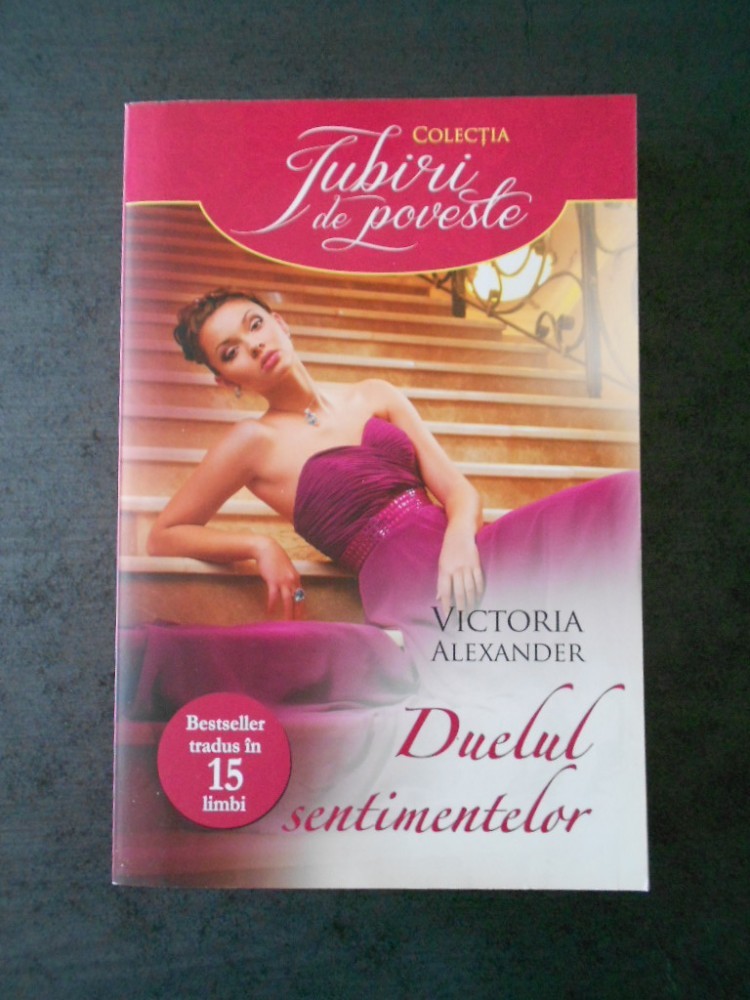 COLECȚIA
Iubiri
de poveste
VICTORIA
ALEXANDER
Duelul
sentimentelor
Bestseller
tradus în
15
limbi